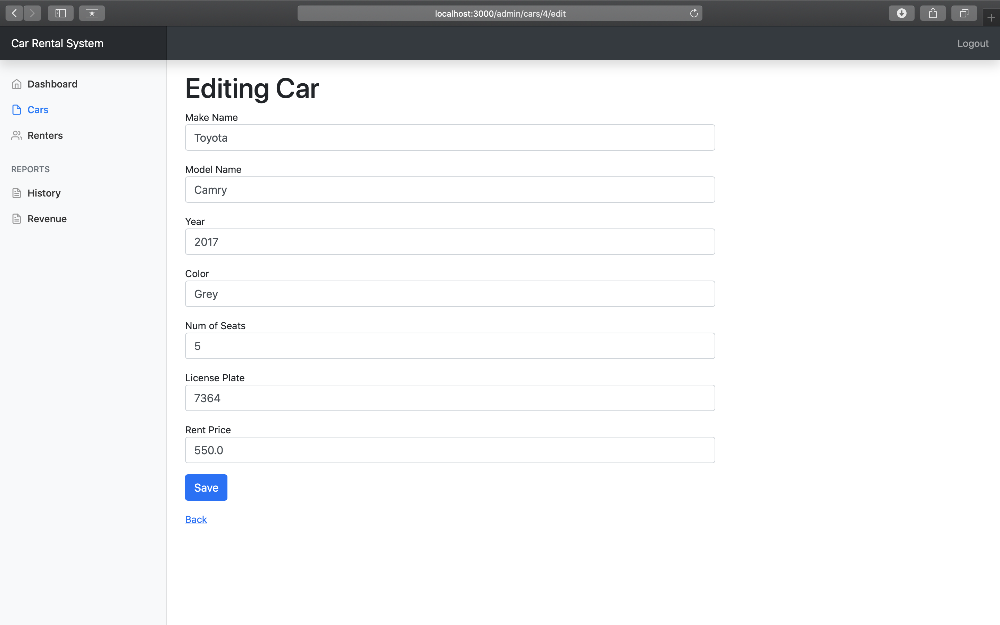 localhost:3000/admin/cars/4/edit
Car Rental System
Logout
Dashboard
Cars
Renters
REPORTS
History
Revenue
Editing Car
Make Name
Toyota
Model Name
Camry
Year
2017
Color
Grey
Num of Seats
5
License Plate
7364
Rent Price
550.0
Save
Back